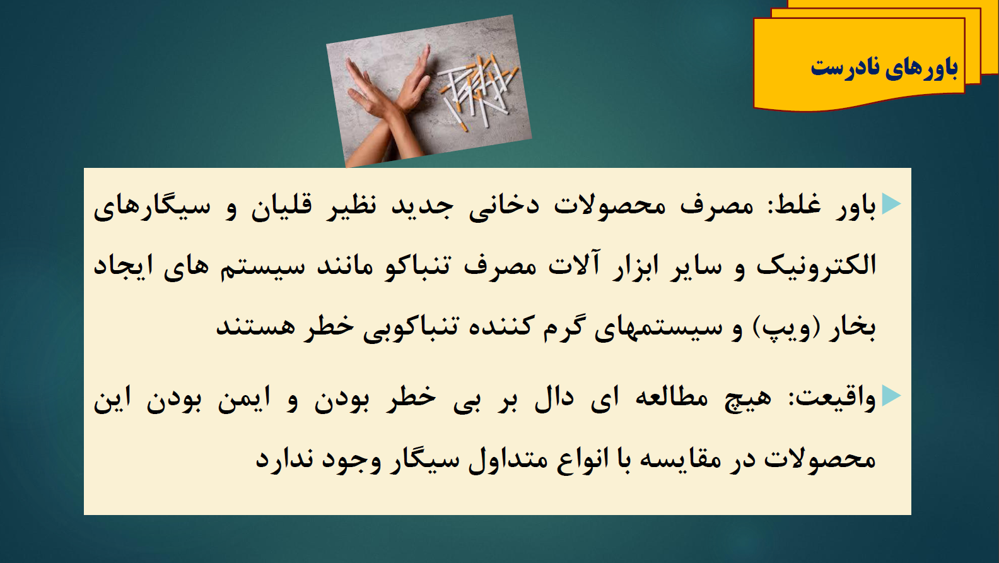 باورهای نادرست
باور غلط: مصرف محصولات دخانی جدید نظیر قلیان و سیگارهای
الکترونیک و سایر ابزار آلات مصرف تنباکو مانند سیستم های ایجاد
بخار (ویپ) و سیستمهای گرم کننده تنباکوبی خطر هستند
واقیعت: هیچ مطالعه ای دال بر بی خطر بودن و ایمن بودن این
محصولات در مقایسه با انواع متداول سیگار وجود ندارد